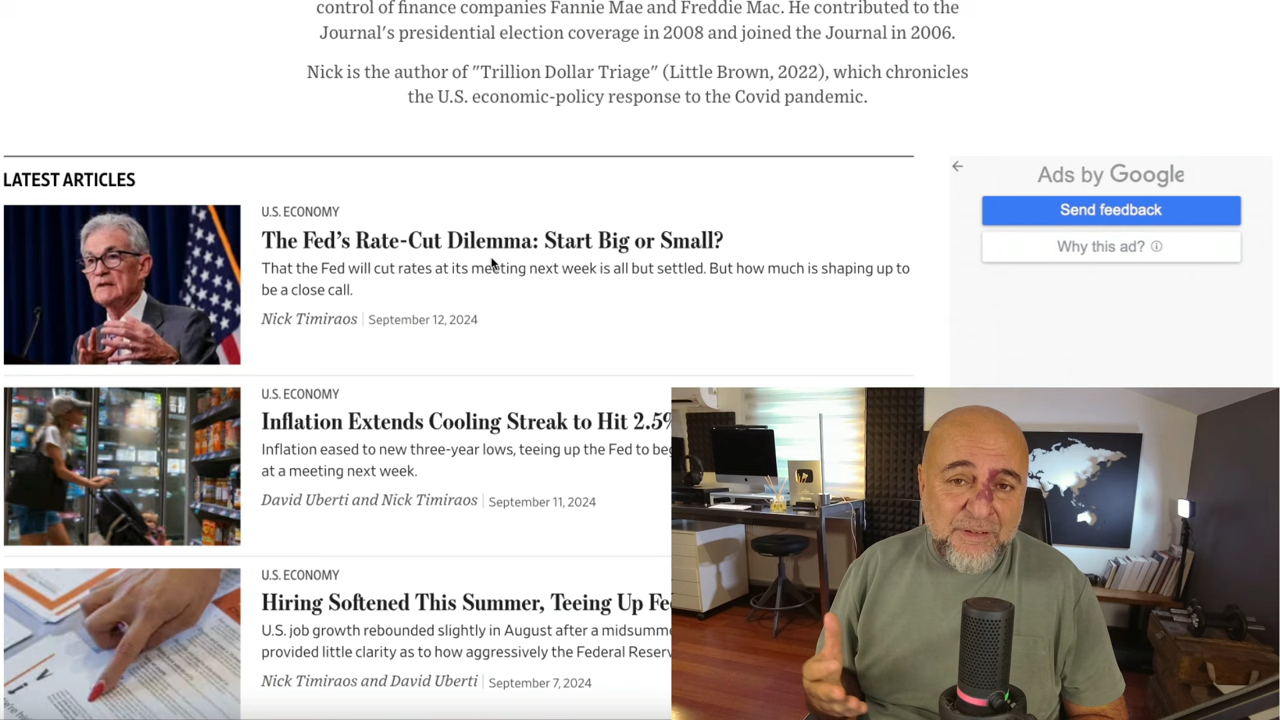 control of finance companies Fannie Mae and Freddie Mac. He contributed to the
Journal's presidential election coverage in 2008 and joined the Journal in 2006.
Nick is the author of "Trillion Dollar Triage" (Little Brown, 2022), which chronicles
the U.S. economic-policy response to the Covid pandemic.
LATEST ARTICLES
U.S. ECONOMY
The Fed's Rate-Cut Dilemma: Start Big or Small?
That the Fed will cut rates at its meeting next week is all but settled. But how much is shaping up to
be a close call.
Nick Timiraos | September 12, 2024
U.S. ECONOMY
Inflation Extends Cooling Streak to Hit 2.5%
Inflation eased to new three-year lows, teeing up the Fed to
at a meeting next week.
David Uberti and Nick Timiraos | September 11, 2024
U.S. ECONOMY
Hiring Softened This Summer, Teeing Up
U.S. job growth rebounded slightly in August after a
provided little clarity as to how aggressively the Federal
Nick Timiraos and David Uberti | September 7, 2024
Ads by Google
Send feedback
Why this ad?